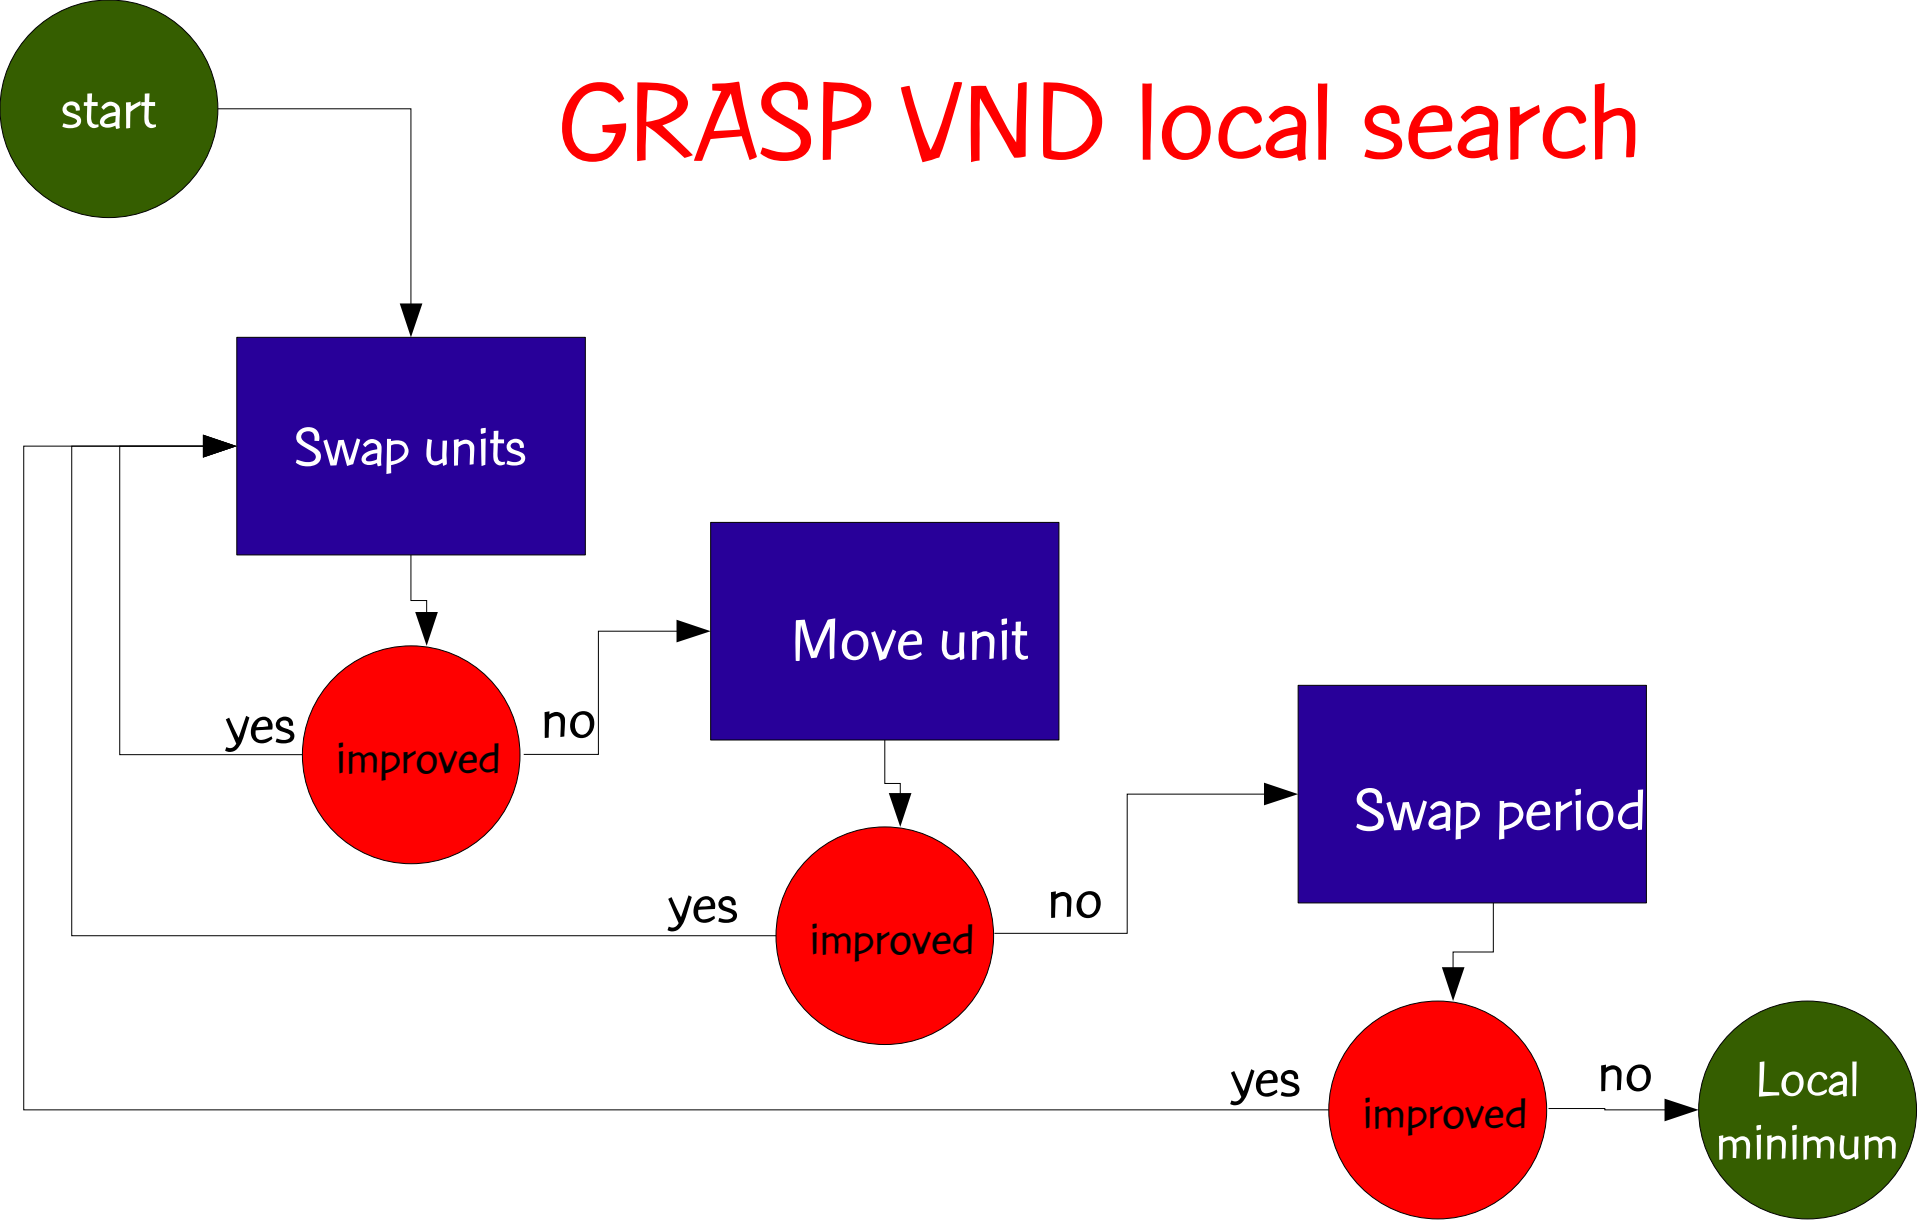 start
GRASP VND local search
Swap units
Move unit
yes
no
improved
Swap period
yes
no
improved
yes
no
improved
Local
minimum